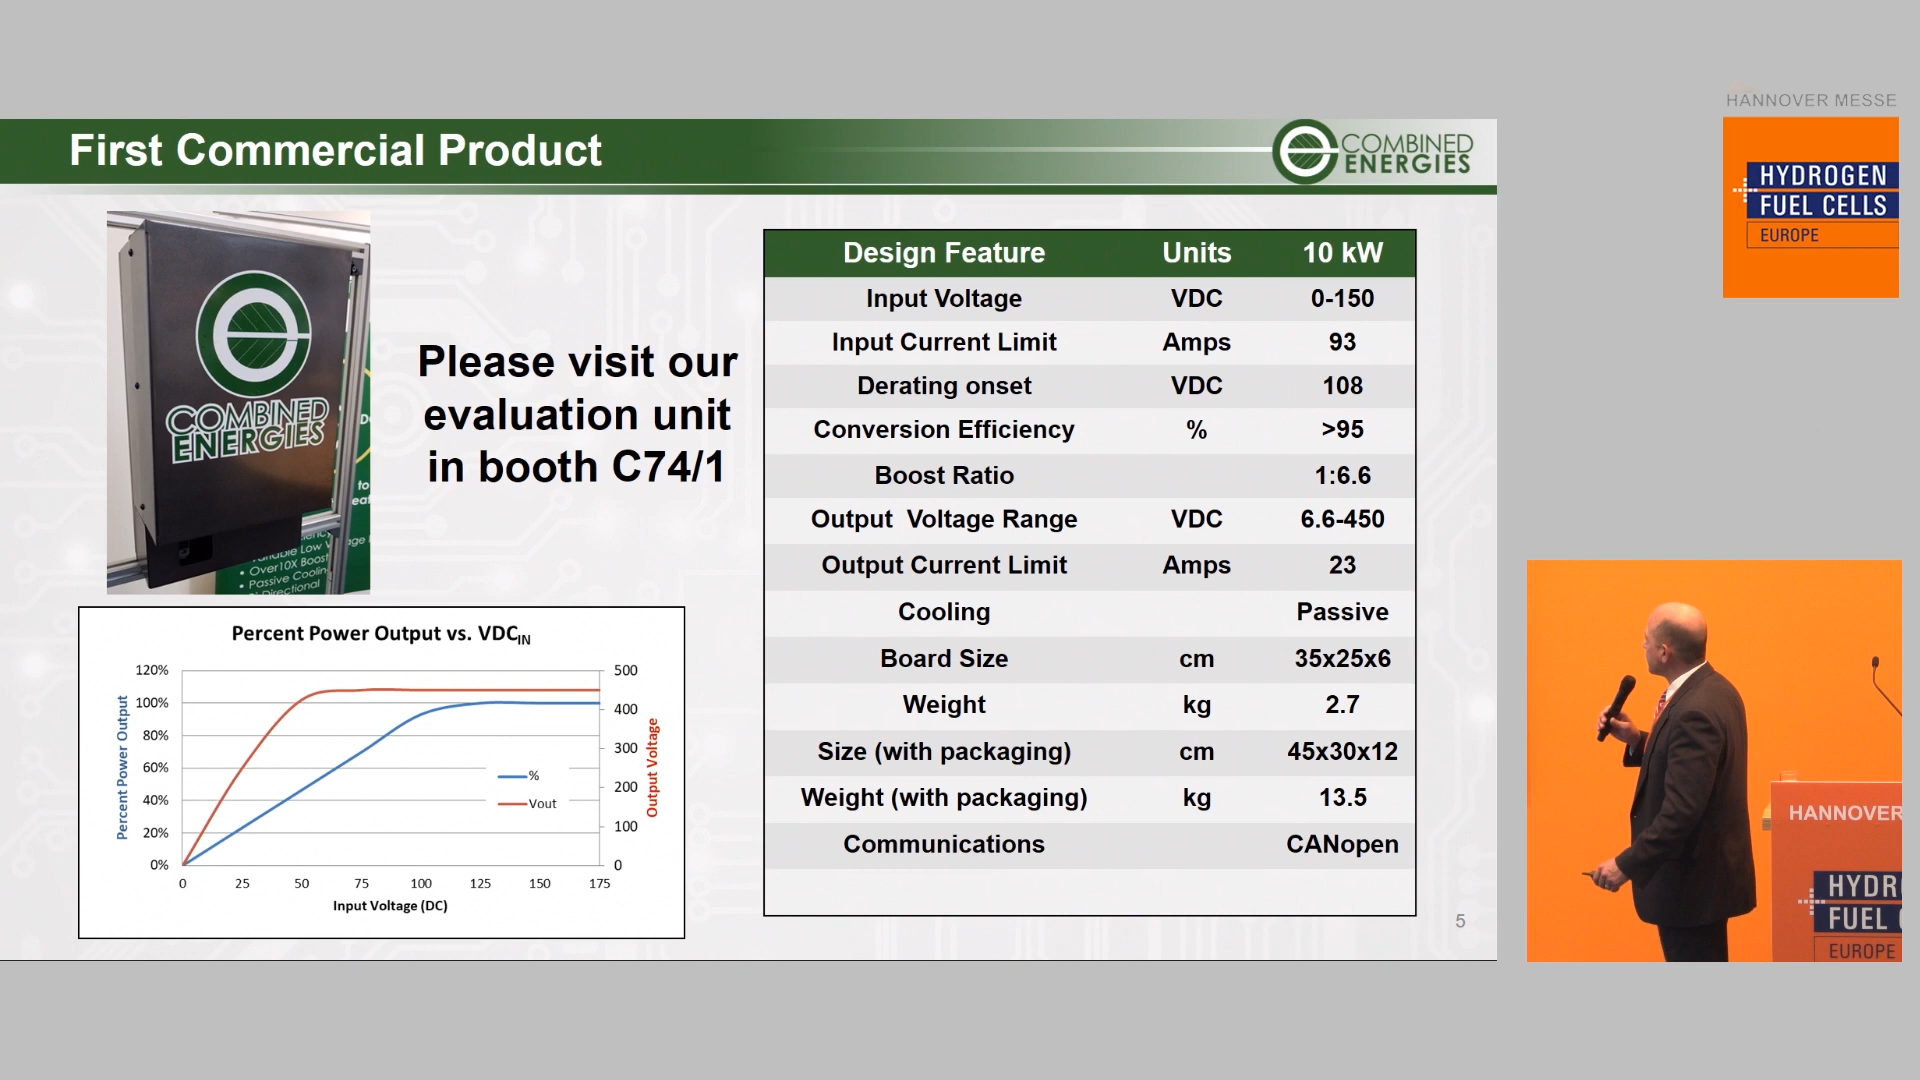 HANNOVER MESSE
HYDROGEN
FUEL CELLS
EUROPE
First Commercial Product
COMBINED
ENERGIES
COMBINED
ENERGIES
• Over10X Boost
• Passive Cooling
Directional
Please visit our
evaluation unit
in booth C74/1
Design Feature Units 10 kW
Input Voltage VDC 0-150
Input Current Limit Amps 93
Derating onset VDC 108
Conversion Efficiency % >95
Boost Ratio 1:6.6
Output Voltage Range VDC 6.6-450
Output Current Limit Amps 23
Cooling Passive
Board Size cm 35x25x6
Weight kg 2.7
Size (with packaging) cm 45x30x12
Weight (with packaging) kg 13.5
Communications CANopen
Percent Power Output vs. VDCIN
Percent Power Output
120%
100%
80%
60%
40%
20%
0%
500
400
300
200
100
0
Output Voltage
%
Vout
0 25 50 75 100 125 150 175
Input Voltage (DC)
5
HANNOVER
HYDR
FUEL C
EUROPE